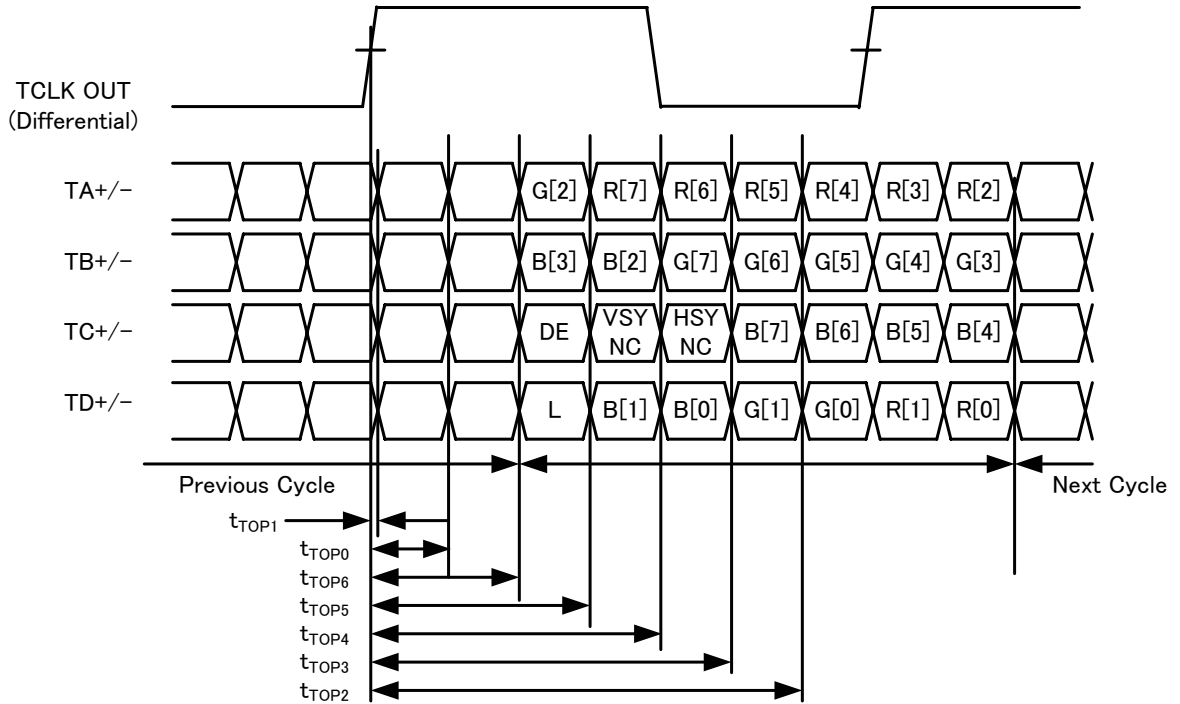 TCLK OUT
(Differential)
TA+/- G[2] R[7] R[6] R[5] R[4] R[3] R[2]
TB+/- B[3] B[2] G[7] G[6] G[5] G[4] G[3]
TC+/- DE VSY NC HSY NC B[7] B[6] B[5] B[4]
TD+/- L B[1] B[0] G[1] G[0] R[1] R[0]
Previous Cycle Next Cycle
tTOP1
tTOP0
tTOP6
tTOP5
tTOP4
tTOP3
tTOP2